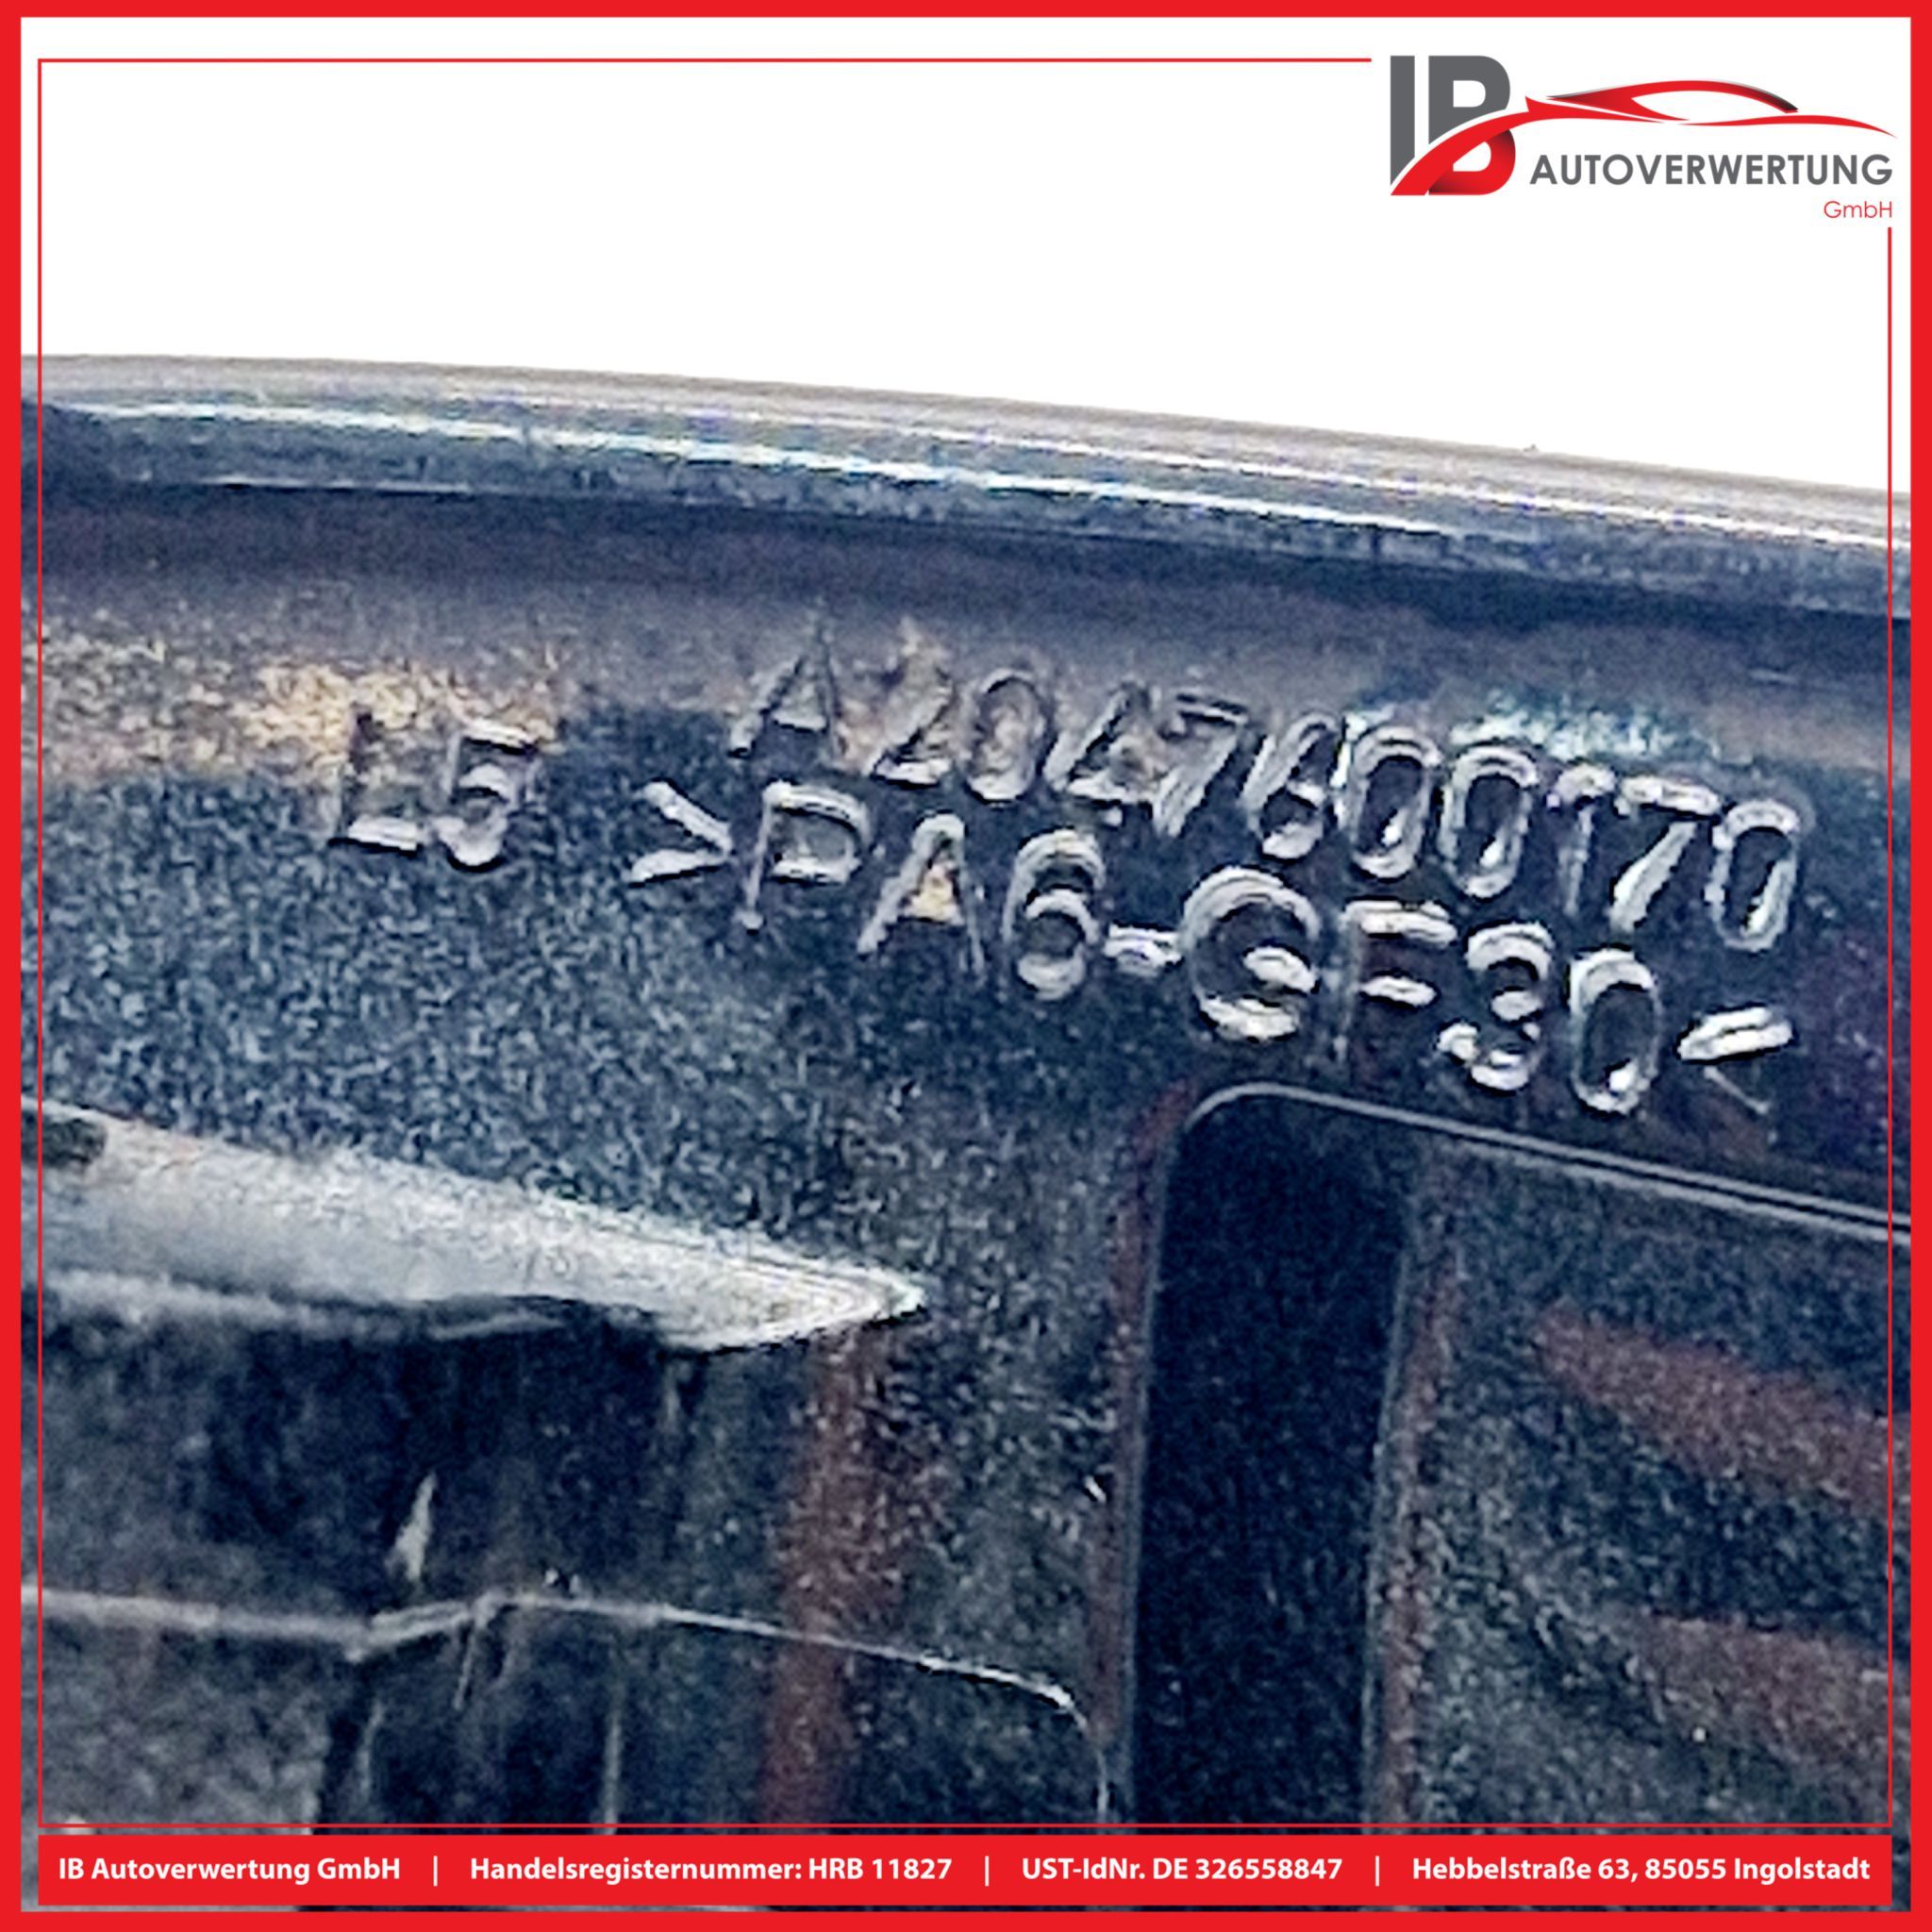 IB AUTOVERWERTUNG
GmbH
A2047600170
L5 >PA6-GF30<
IB Autoverwertung GmbH | Handelsregisternummer: HRB 11827 | UST-IdNr. DE 326558847 | Hebbelstraße 63, 85055 Ingolstadt